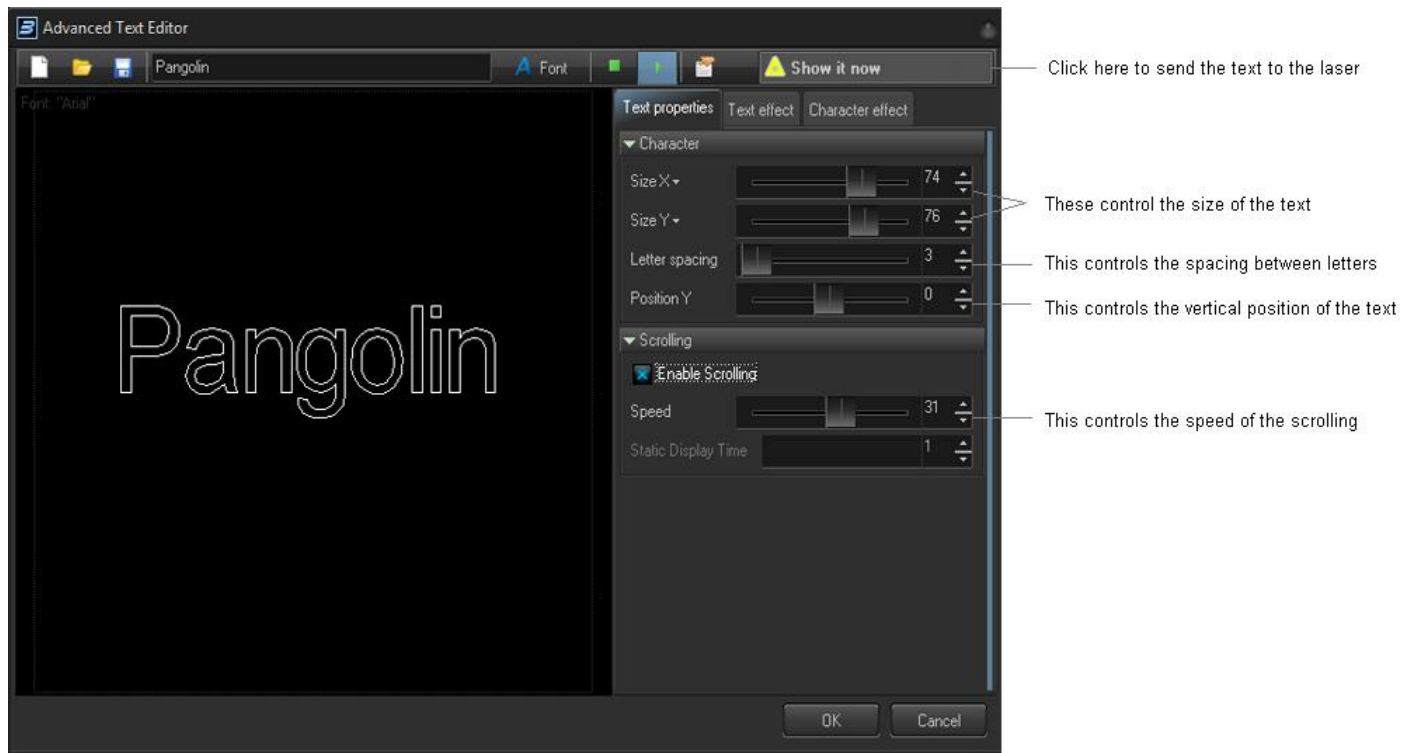 Advanced Text Editor
Pangolin Font Show it now
Click here to send the text to the laser
Font: "Arial"
Text properties Text effect Character effect
Character
Size X 74
Size Y 76
These control the size of the text
Letter spacing 3
This controls the spacing between letters
Position Y 0
This controls the vertical position of the text
Pangolin
Scrolling
Enable Scrolling
Speed 31
This controls the speed of the scrolling
Static Display Time 1
OK Cancel